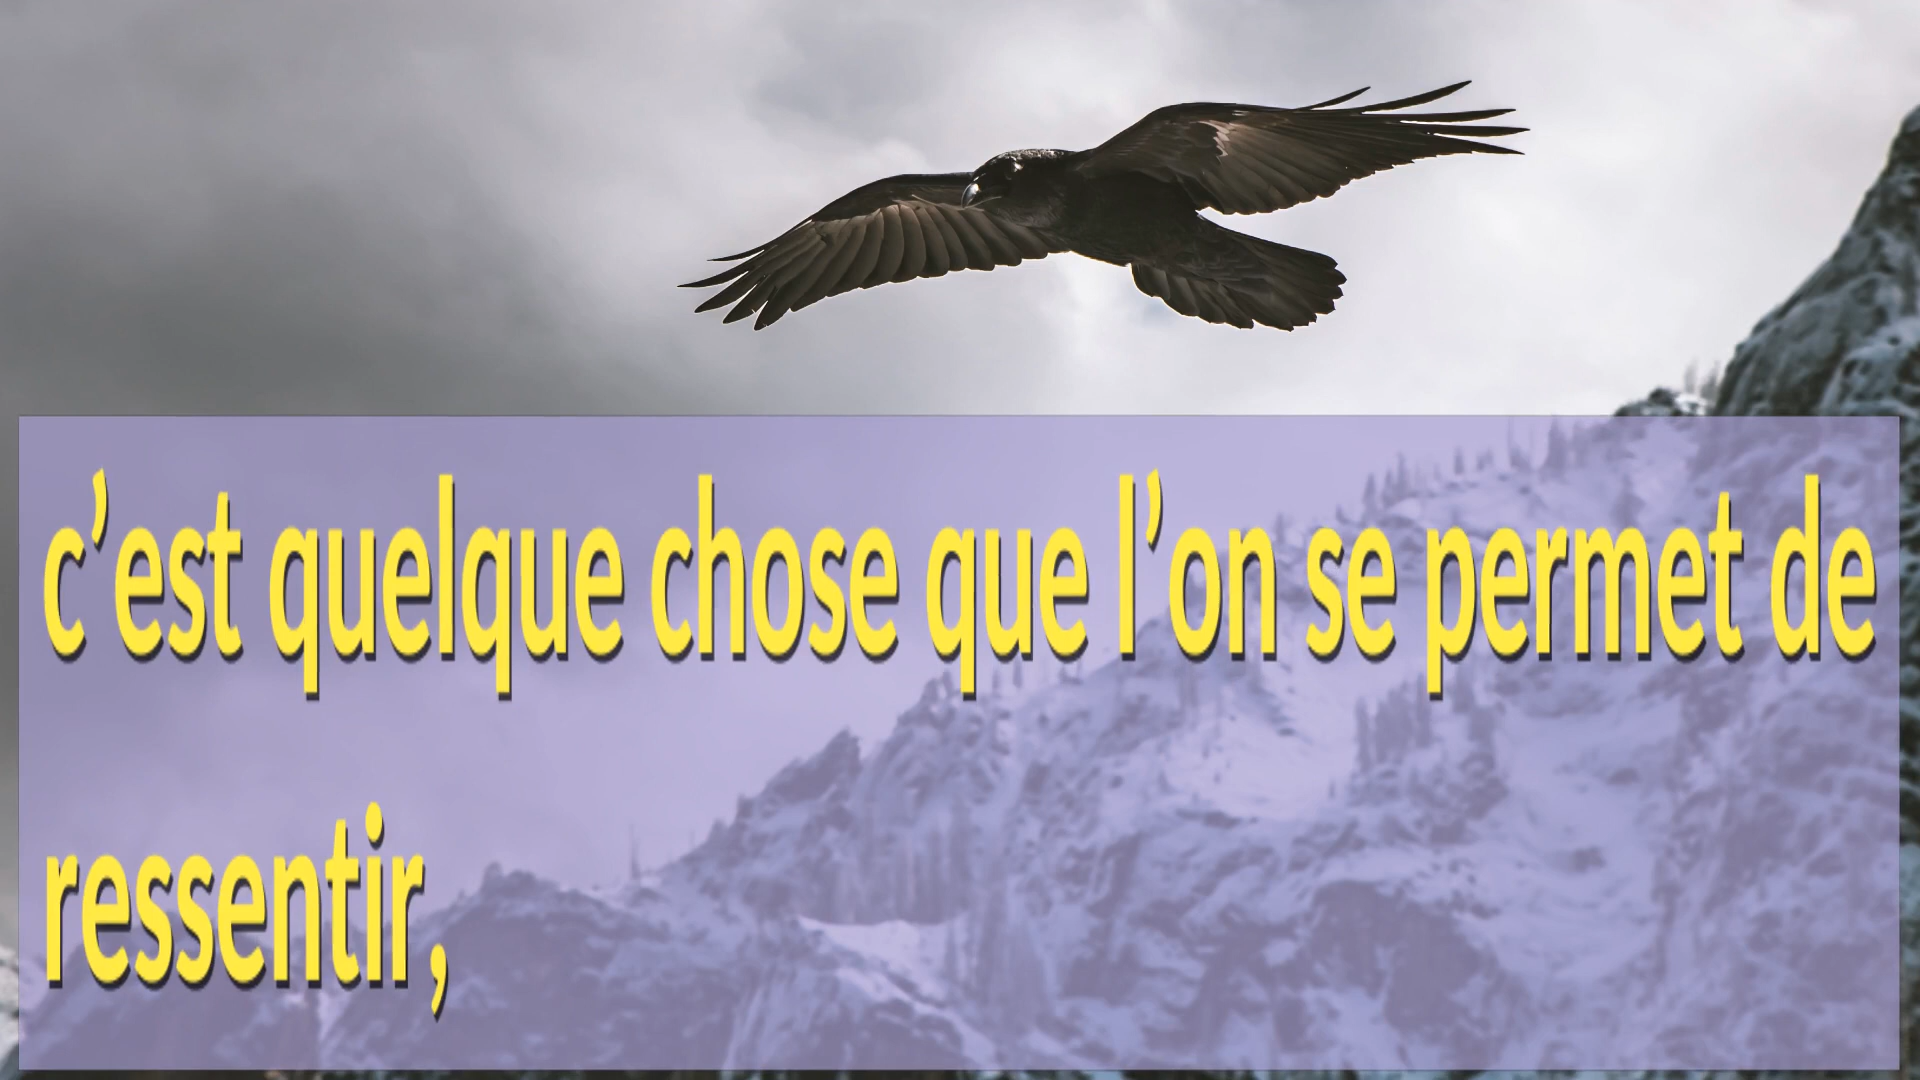 c’est quelque chose que l’on se permet de
ressentir,